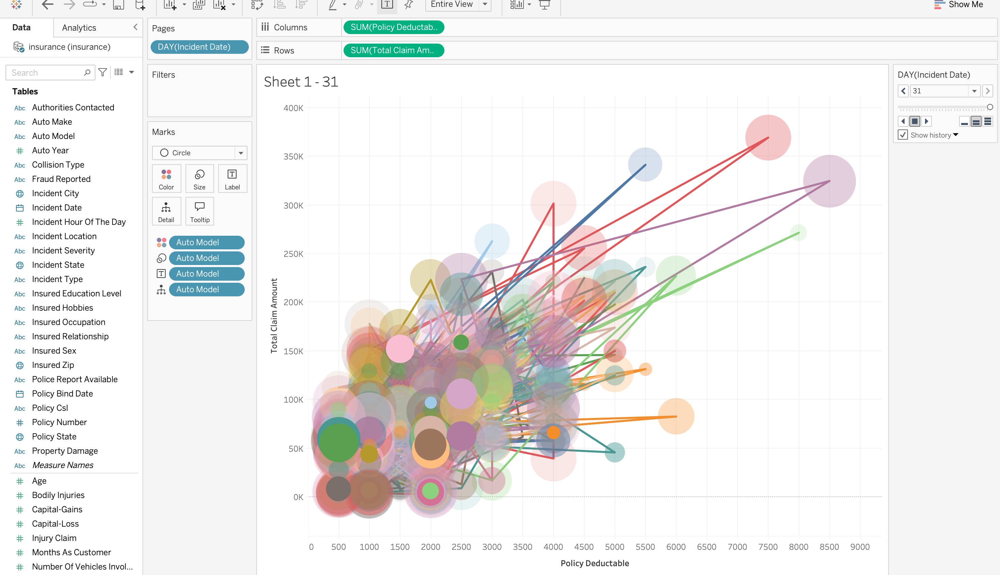 Entire View
Show Me
Data
Analytics
insurance (insurance)
Search
Tables
Abc Authorities Contacted
Abc Auto Make
Abc Auto Model
Auto Year
Abc Collision Type
Abc Fraud Reported
Incident City
Incident Date
Incident Hour Of The Day
Abc Incident Location
Abc Incident Severity
Incident State
Abc Incident Type
Abc Insured Education Level
Abc Insured Hobbies
Abc Insured Occupation
Abc Insured Relationship
Abc Insured Sex
Insured Zip
Abc Police Report Available
Policy Bind Date
Abc Policy Csl
Policy Number
Policy State
Abc Property Damage
Abc Measure Names
Age
Bodily Injuries
Capital-Gains
Capital-Loss
Injury Claim
Months As Customer
Number Of Vehicles Invol...
Pages
DAY(Incident Date)
Filters
Marks
Circle
Color
Size
T
Label
Detail
Tooltip
Auto Model
Auto Model
T Auto Model
Auto Model
Columns
SUM(Policy Deductab..
Rows
SUM(Total Claim Am..
Sheet 1 - 31
Total Claim Amount
400K
350K
300K
250K
200K
150K
100K
50K
0K
0 500 1000 1500 2000 2500 3000 3500 4000 4500 5000 5500 6000 6500 7000 7500 8000 8500 9000
Policy Deductable
DAY(Incident Date)
31
Show history